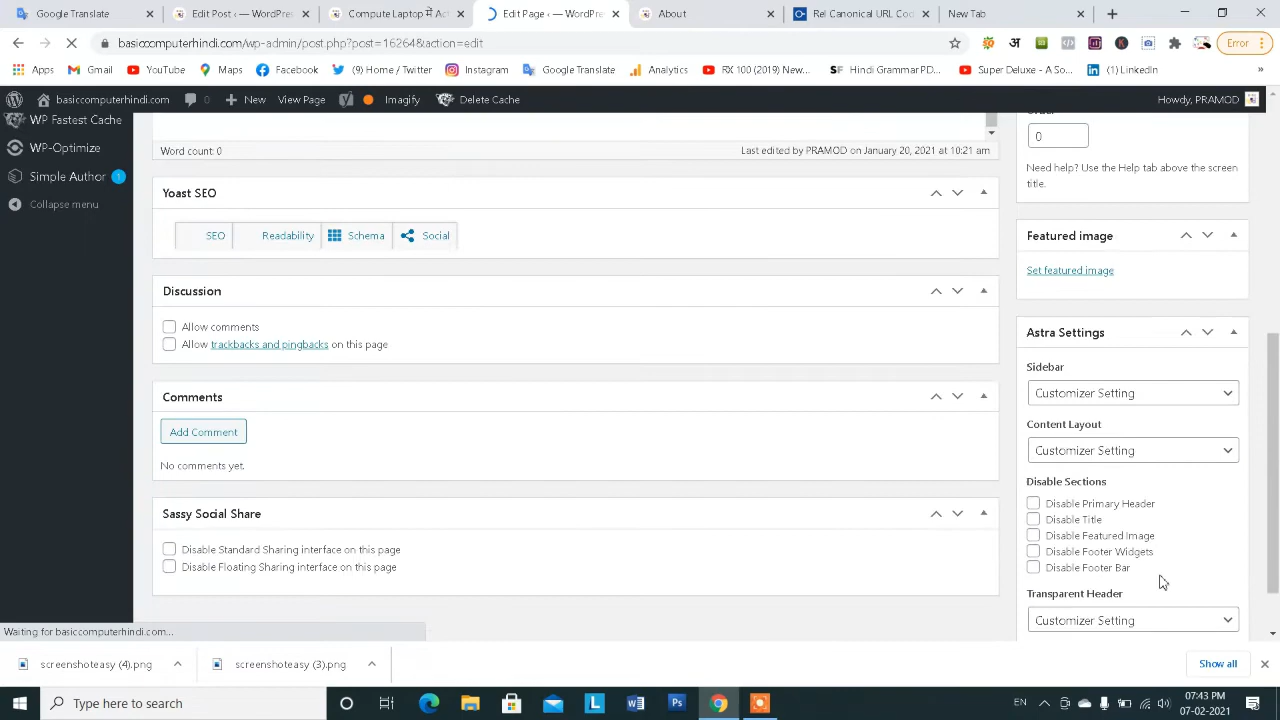 Google Translate
Edit Post ‹ — WordPre
Compute Laptop
Edit Page ‹ — WordPre
About
Rel Canonical URL Co
New Tab
basiccomputerhindi.com/wp-admin
action=edit
Error
Apps
Gmail
YouTube
Maps
Facebook
Twitter
Instagram
Google Translate
Analytics
RX 100 (2019) New...
SF Hindi Grammar PD...
Super Deluxe - A So...
(1) LinkedIn
»
basiccomputerhindi.com
0
New
View Page
Imagify
Delete Cache
Howdy, PRAMOD
WP Fastest Cache
WP-Optimize
Simple Author 1
Collapse menu
Word count: 0
Last edited by PRAMOD on January 20, 2021 at 10:21 am
Yoast SEO
SEO
Readability
Schema
Social
Discussion
Allow comments
Allow trackbacks and pingbacks on this page
Comments
Add Comment
No comments yet.
Sassy Social Share
Disable Standard Sharing interface on this page
Disable Floating Sharing interface on this page
0
Need help? Use the Help tab above the screen
title.
Featured image
Set featured image
Astra Settings
Sidebar
Customizer Setting
Content Layout
Customizer Setting
Disable Sections
Disable Primary Header
Disable Title
Disable Featured Image
Disable Footer Widgets
Disable Footer Bar
Transparent Header
Customizer Setting
Waiting for basiccomputerhindi.com...
screenshoteasy (4).png
screenshoteasy (3).png
Show all
Type here to search
EN
07:43 PM
07-02-2021